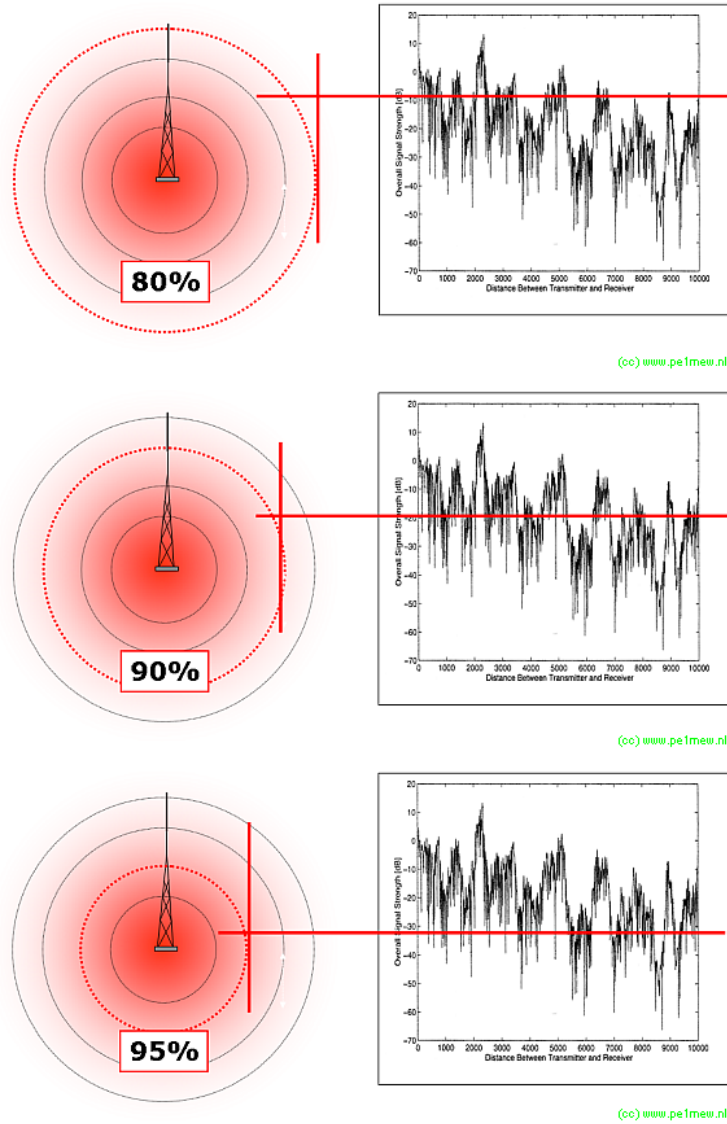 20
10
0
−10
−20
−30
−40
−50
−60
−70
Overall Signal Strength [dB]
0 1000 2000 3000 4000 5000 6000 7000 8000 9000 10000
Distance Between Transmitter and Receiver
80%
(cc) www.pe1mew.nl
20
10
0
−10
−20
−30
−40
−50
−60
−70
Overall Signal Strength [dB]
0 1000 2000 3000 4000 5000 6000 7000 8000 9000 10000
Distance Between Transmitter and Receiver
90%
(cc) www.pe1mew.nl
20
10
0
−10
−20
−30
−40
−50
−60
−70
Overall Signal Strength [dB]
0 1000 2000 3000 4000 5000 6000 7000 8000 9000 10000
Distance Between Transmitter and Receiver
95%
(cc) www.pe1mew.nl